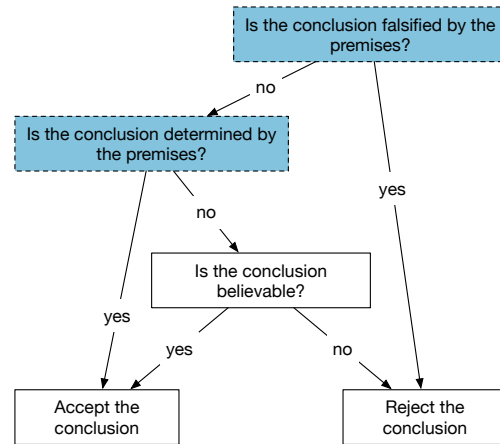 Is the conclusion falsified by the
premises?
no
Is the conclusion determined by
the premises?
yes
no
Is the conclusion
believable?
yes
yes
no
Accept the
conclusion
Reject the
conclusion